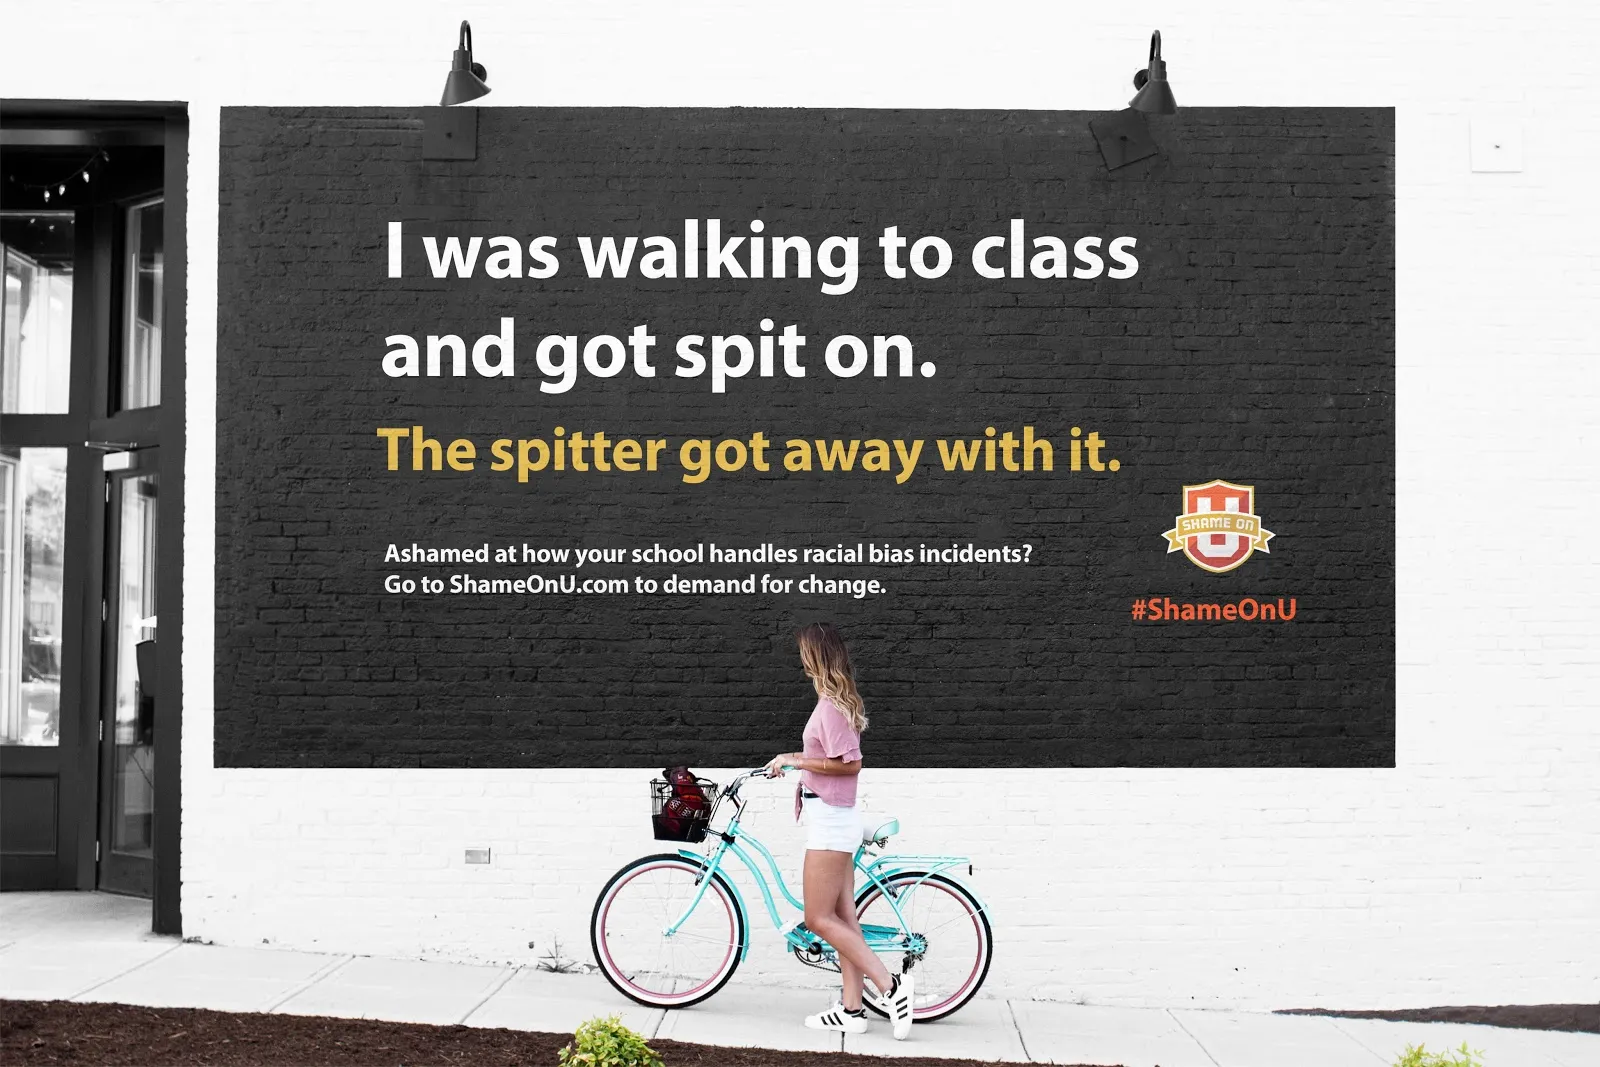 I was walking to class
and got spit on.
The spitter got away with it.
Ashamed at how your school handles racial bias incidents?
Go to ShameOnU.com to demand for change.
U
SHAME ON
#ShameOnU